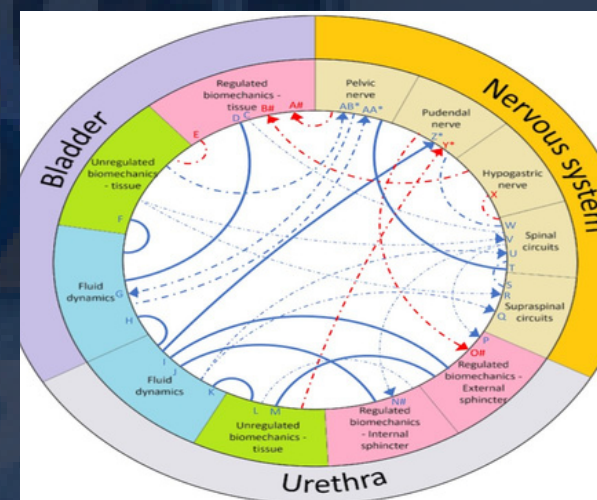 Bladder
Nervous system
Urethra
Regulated
biomechanics -
tissue
Pelvic
nerve
Pudendal
nerve
Hypogastric
nerve
Spinal
circuits
Supraspinal
circuits
Regulated
biomechanics -
External
sphincter
Regulated
biomechanics
- Internal
sphincter
Unregulated
biomechanics -
tissue
Fluid
dynamics
Fluid
dynamics
Unregulated
biomechanics
- tissue
A#
AB*
AA*
Z*
Y*
X
W
V
U
T
S
R
Q
P
O#
N#
M
L
K
J
I
H
G
F
E
D
C
B#